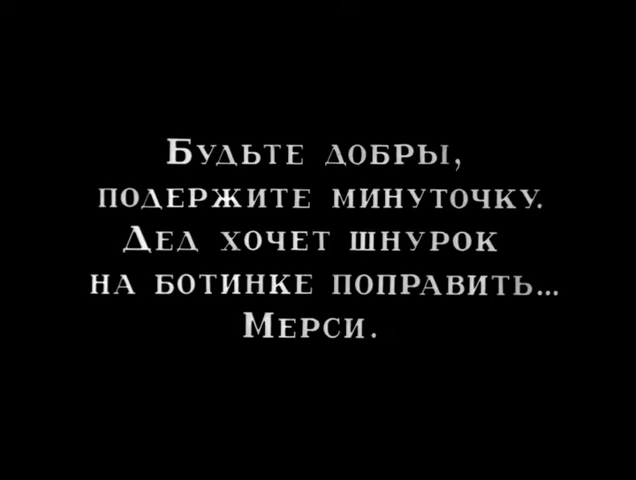 Будьте добры,
подержите минуточку.
Дед хочет шнурок
на ботинке поправить...
Мерси.